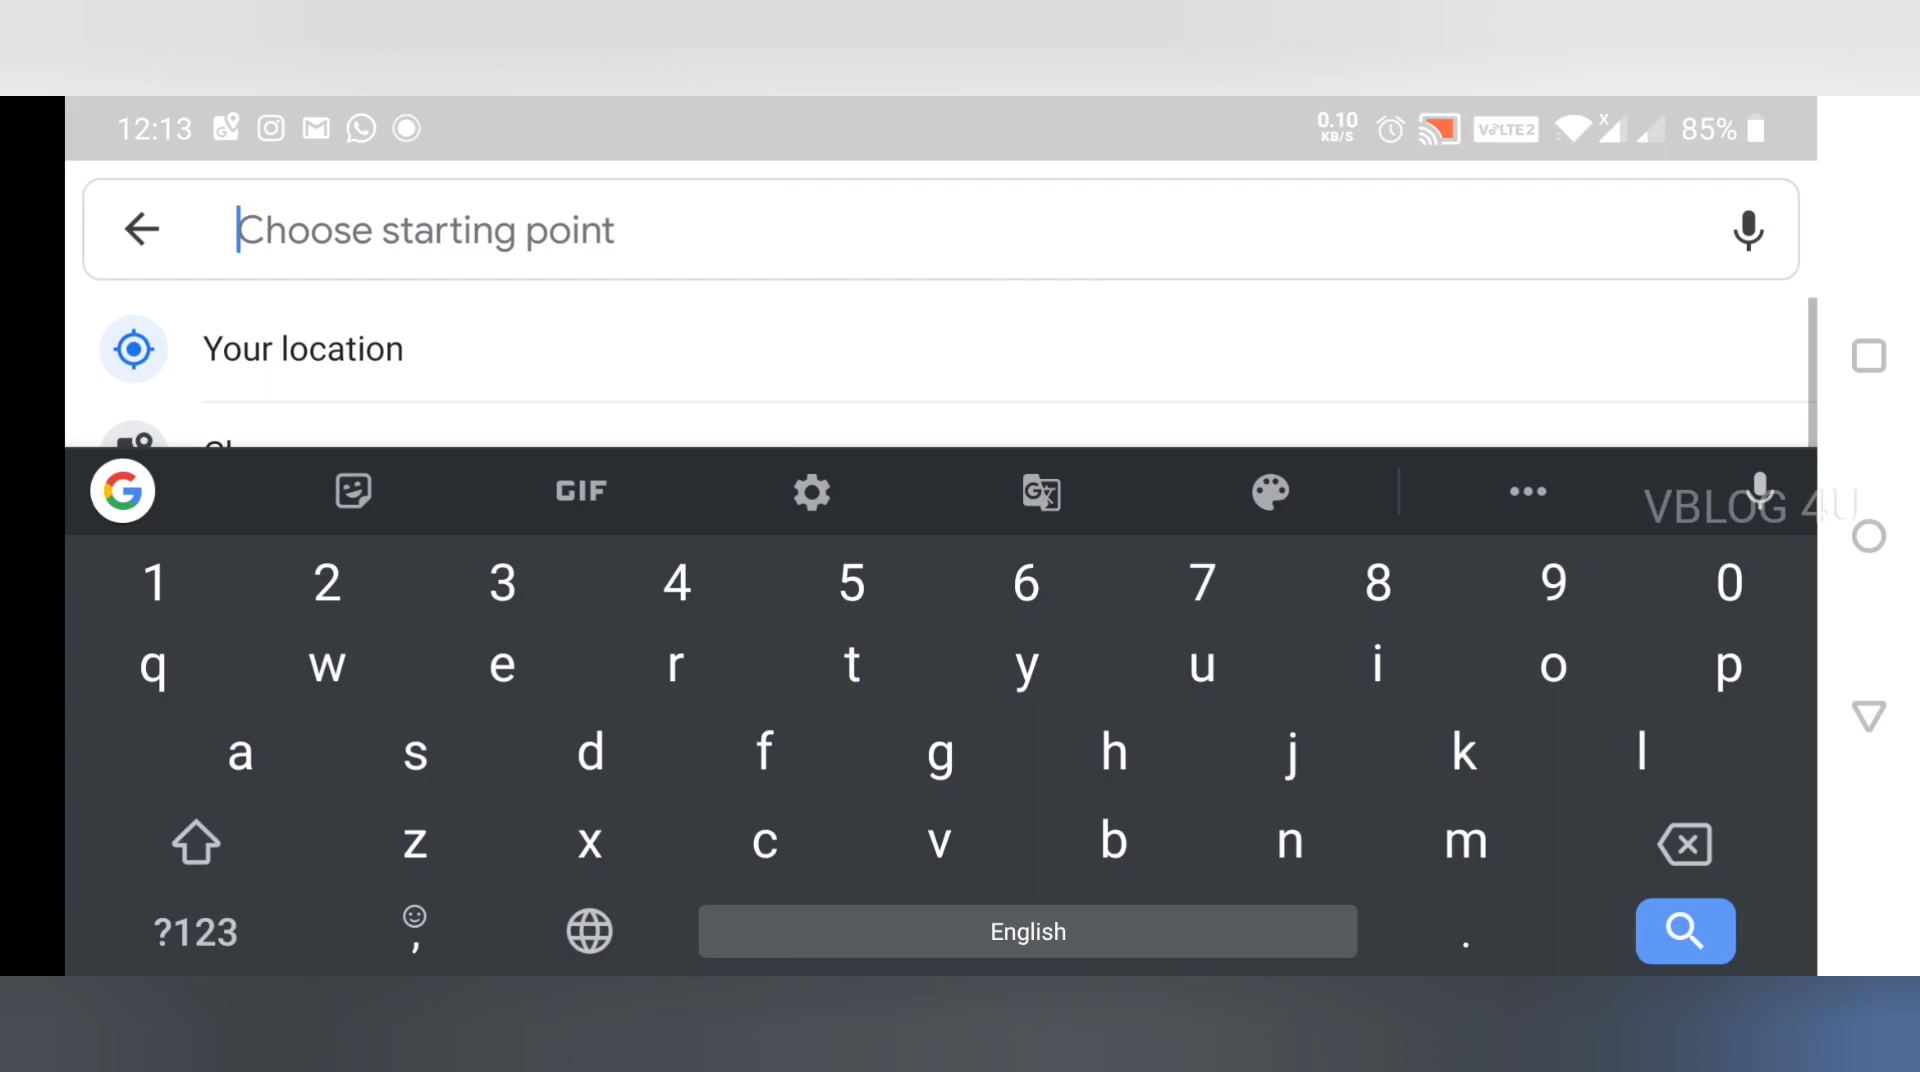 12:13
0.10 KB/S
VoLTE2
85%
Choose starting point
Your location
GIF
VBLOG 4U
1 2 3 4 5 6 7 8 9 0
q w e r t y u i o p
a s d f g h j k l
z x c v b n m
?123 , English .